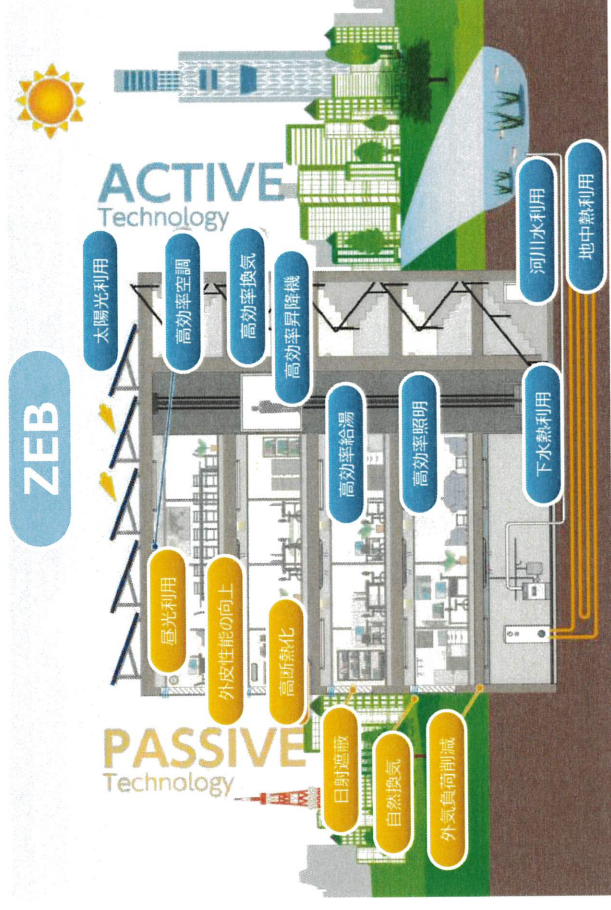 ZEB
PASSIVE
Technology
ACTIVE
Technology
昼光利用
外皮性能の向上
高断熱化
日射遮蔽
自然換気
外気負荷削減
太陽光利用
高効率空調
高効率換気
高効率昇降機
高効率給湯
高効率照明
下水熱利用
河川水利用
地中熱利用